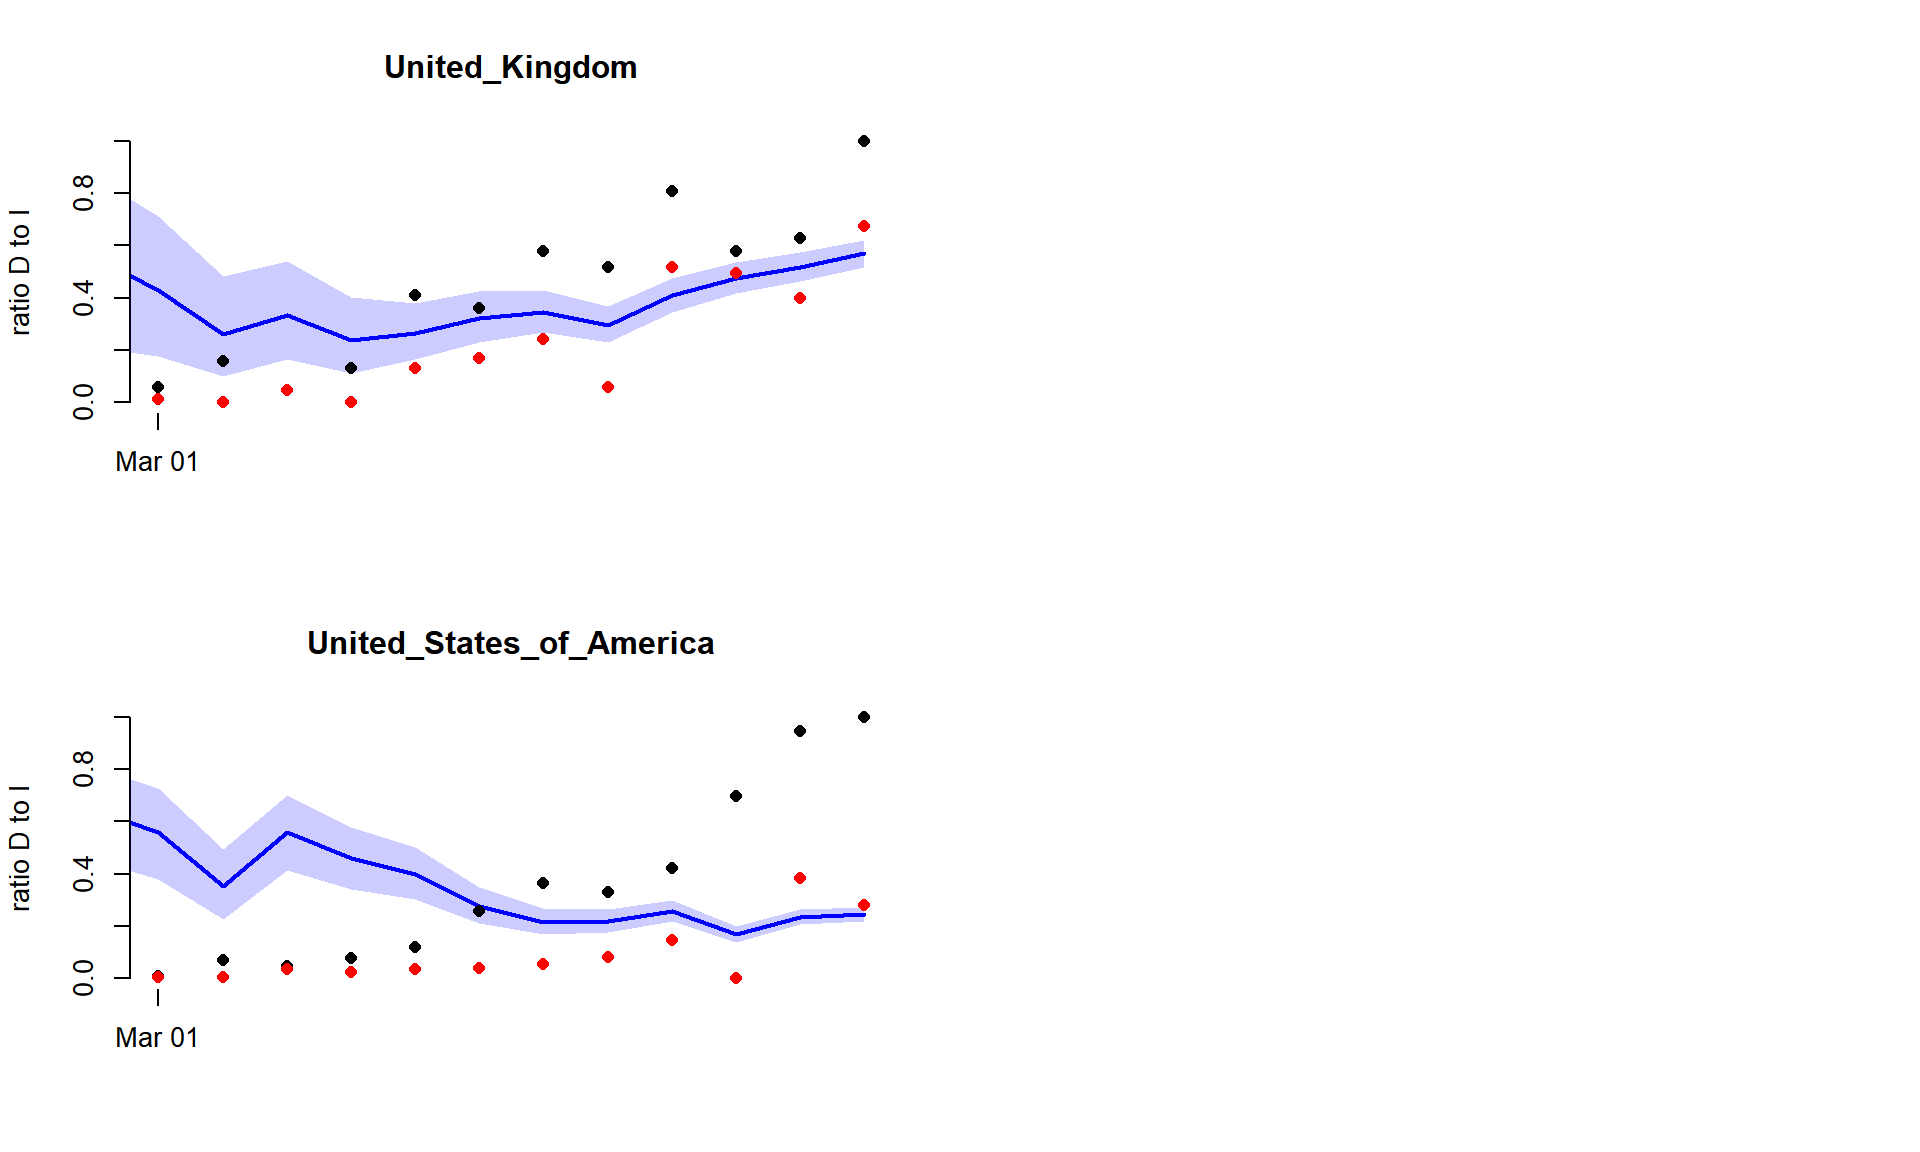 United_Kingdom
ratio D to I
0.8
0.4
0.0
Mar 01
United_States_of_America
ratio D to I
0.8
0.4
0.0
Mar 01